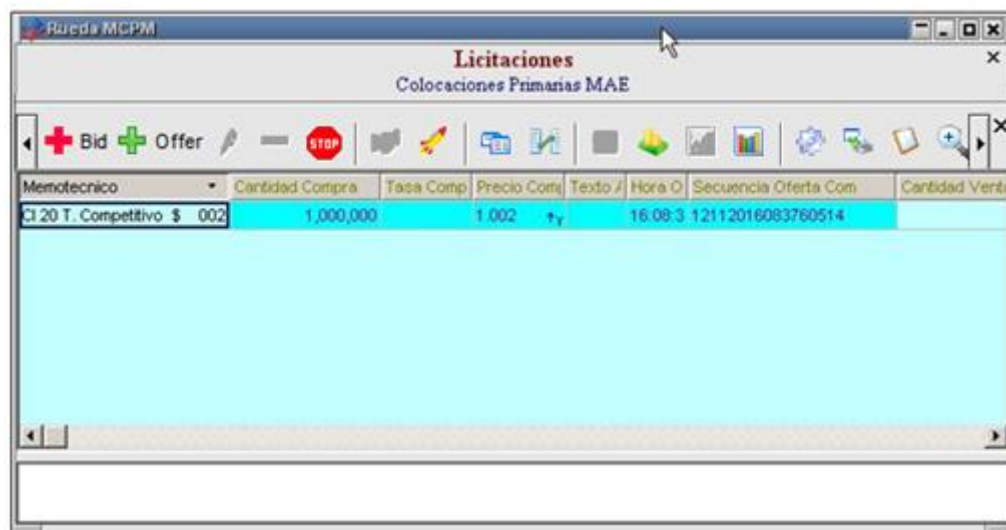 Rueda MCPM
Licitaciones
Colocaciones Primarias MAE
Bid Offer STOP
Memotecnico Cantidad Compra Tasa Comp Precio Com Texto Hora O Secuencia Oferta Com Cantidad Vent
CI 20 T. Competitivo $ 002 1,000,000 1.002 16:08:3 12112016083760514